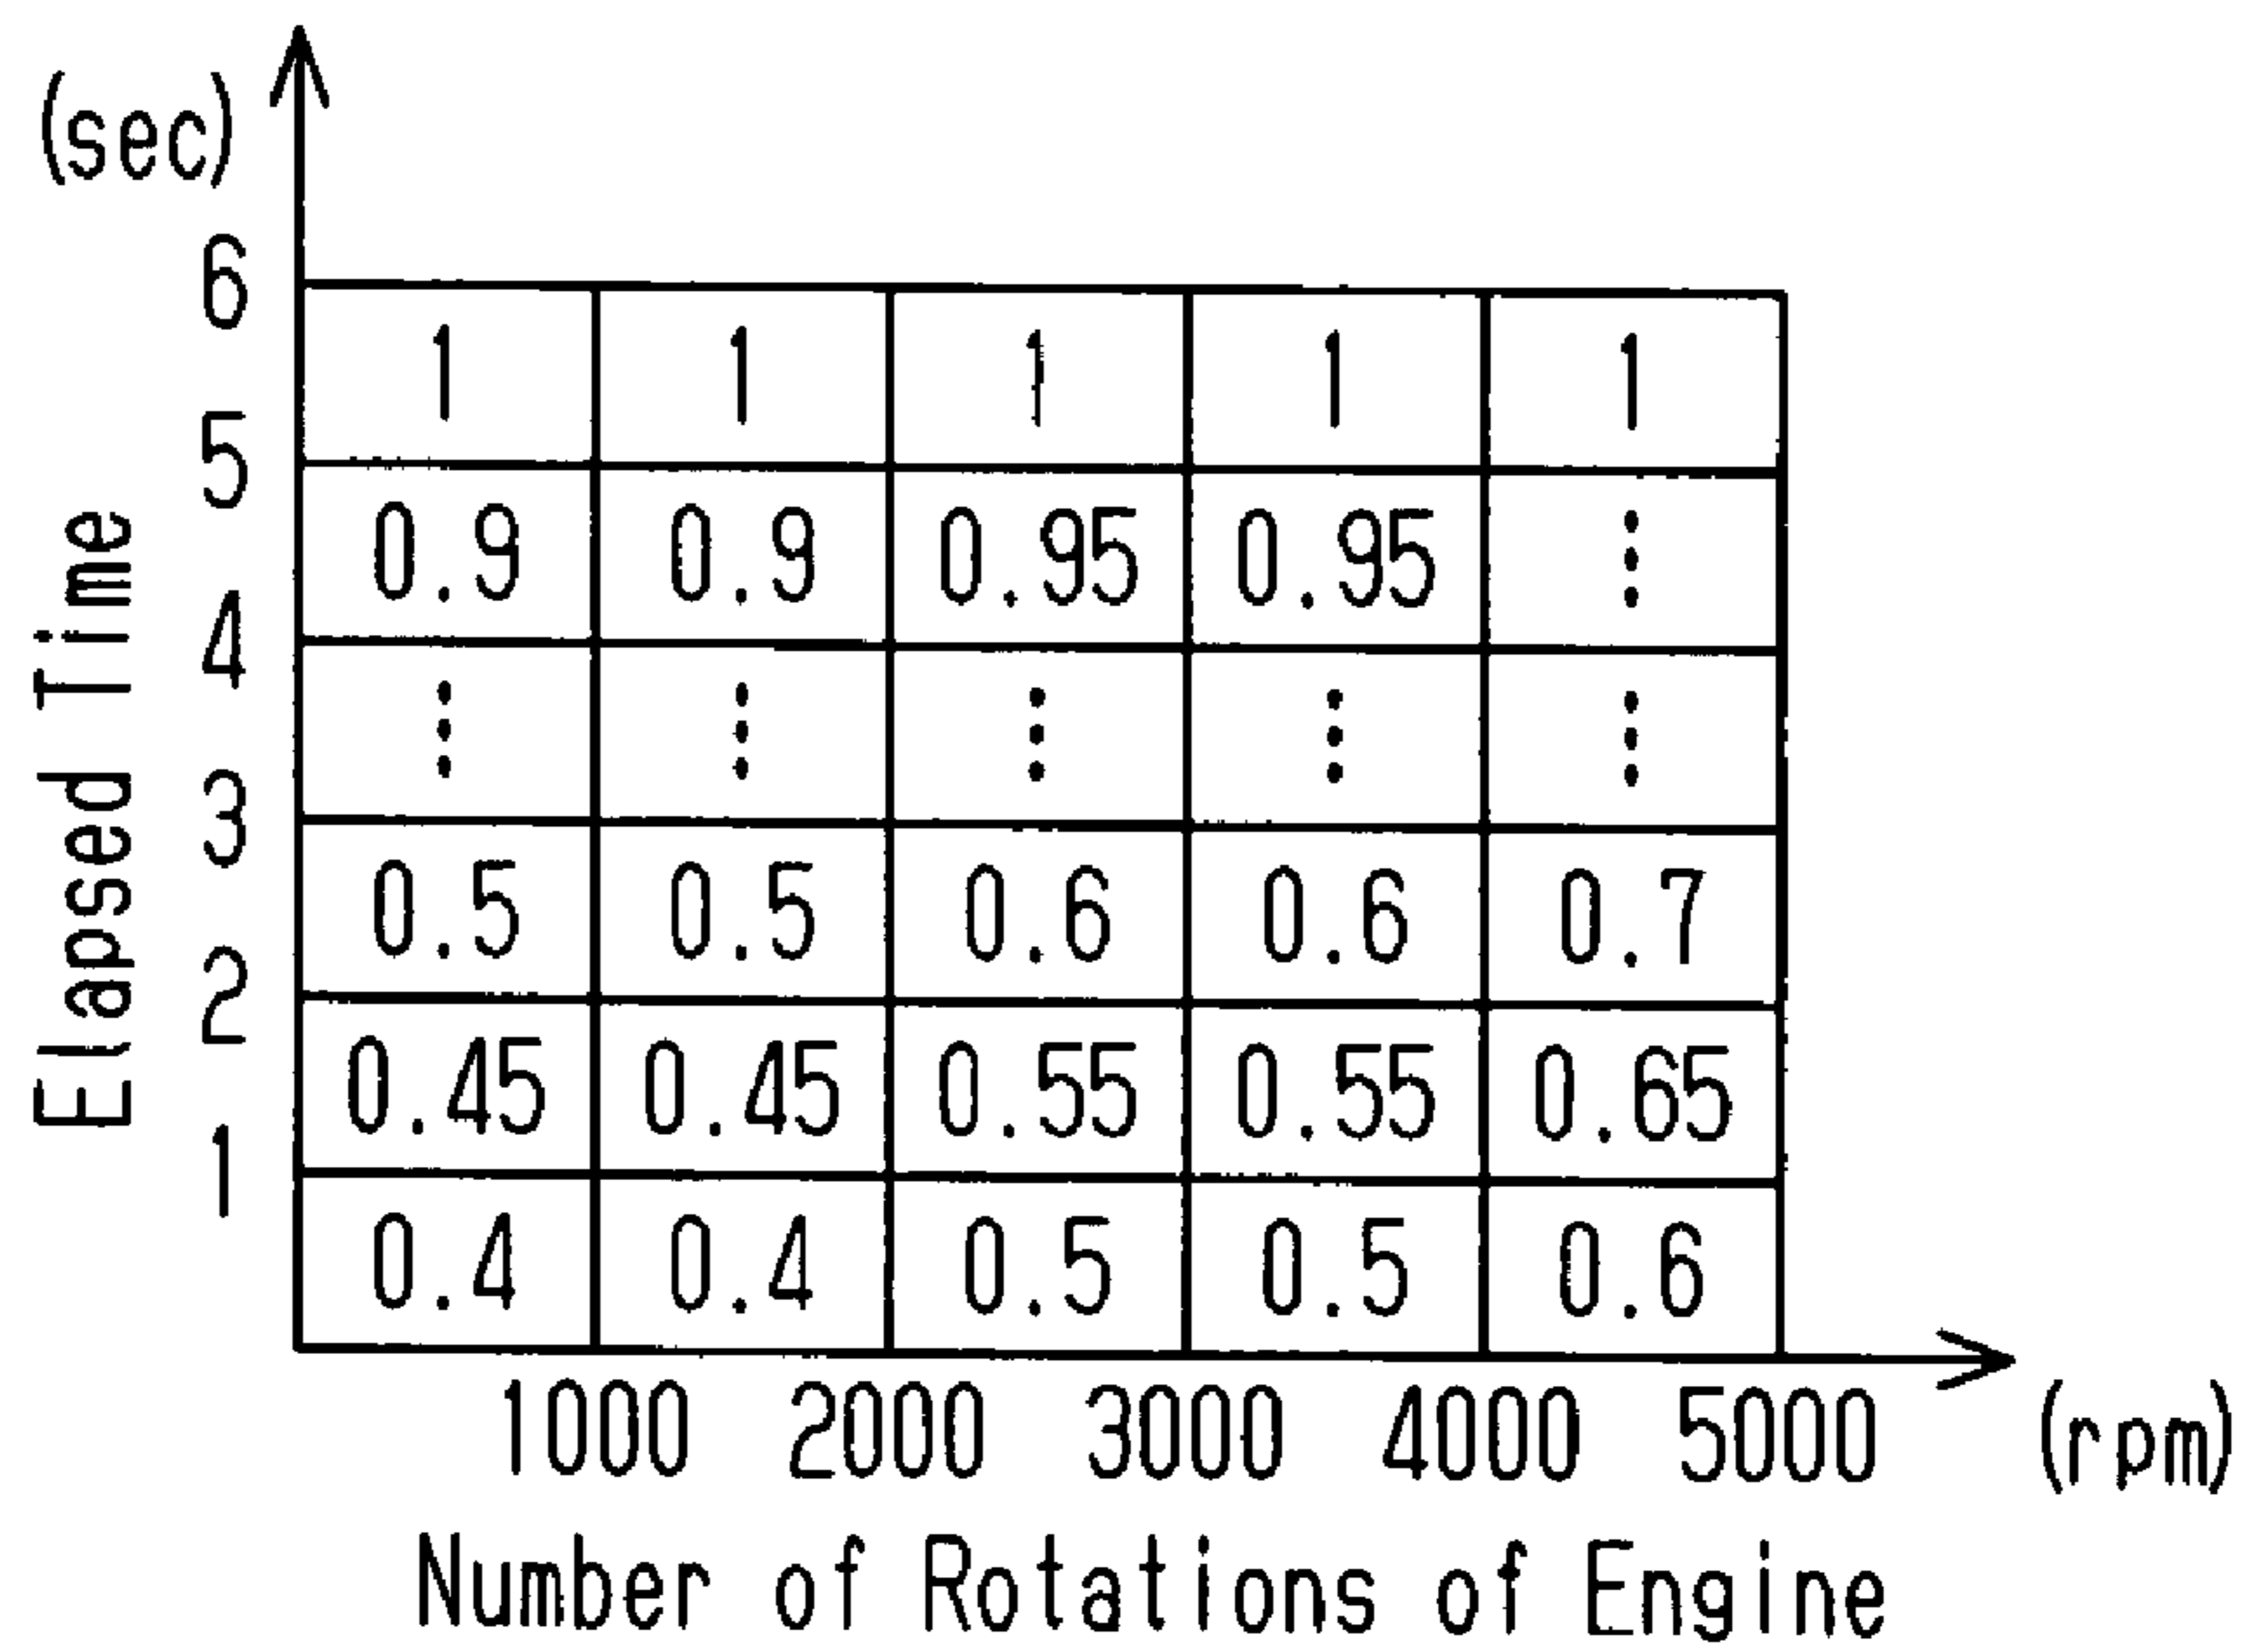 (sec)
6
1 1 1 1 1
5
0.9 0.9 0.95 0.95 ⋮
4
⋮ ⋮ ⋮ ⋮ ⋮
3
0.5 0.5 0.6 0.6 0.7
2
0.45 0.45 0.55 0.55 0.65
1
0.4 0.4 0.5 0.5 0.6
Elapsed Time
1000 2000 3000 4000 5000 (rpm)
Number of Rotations of Engine